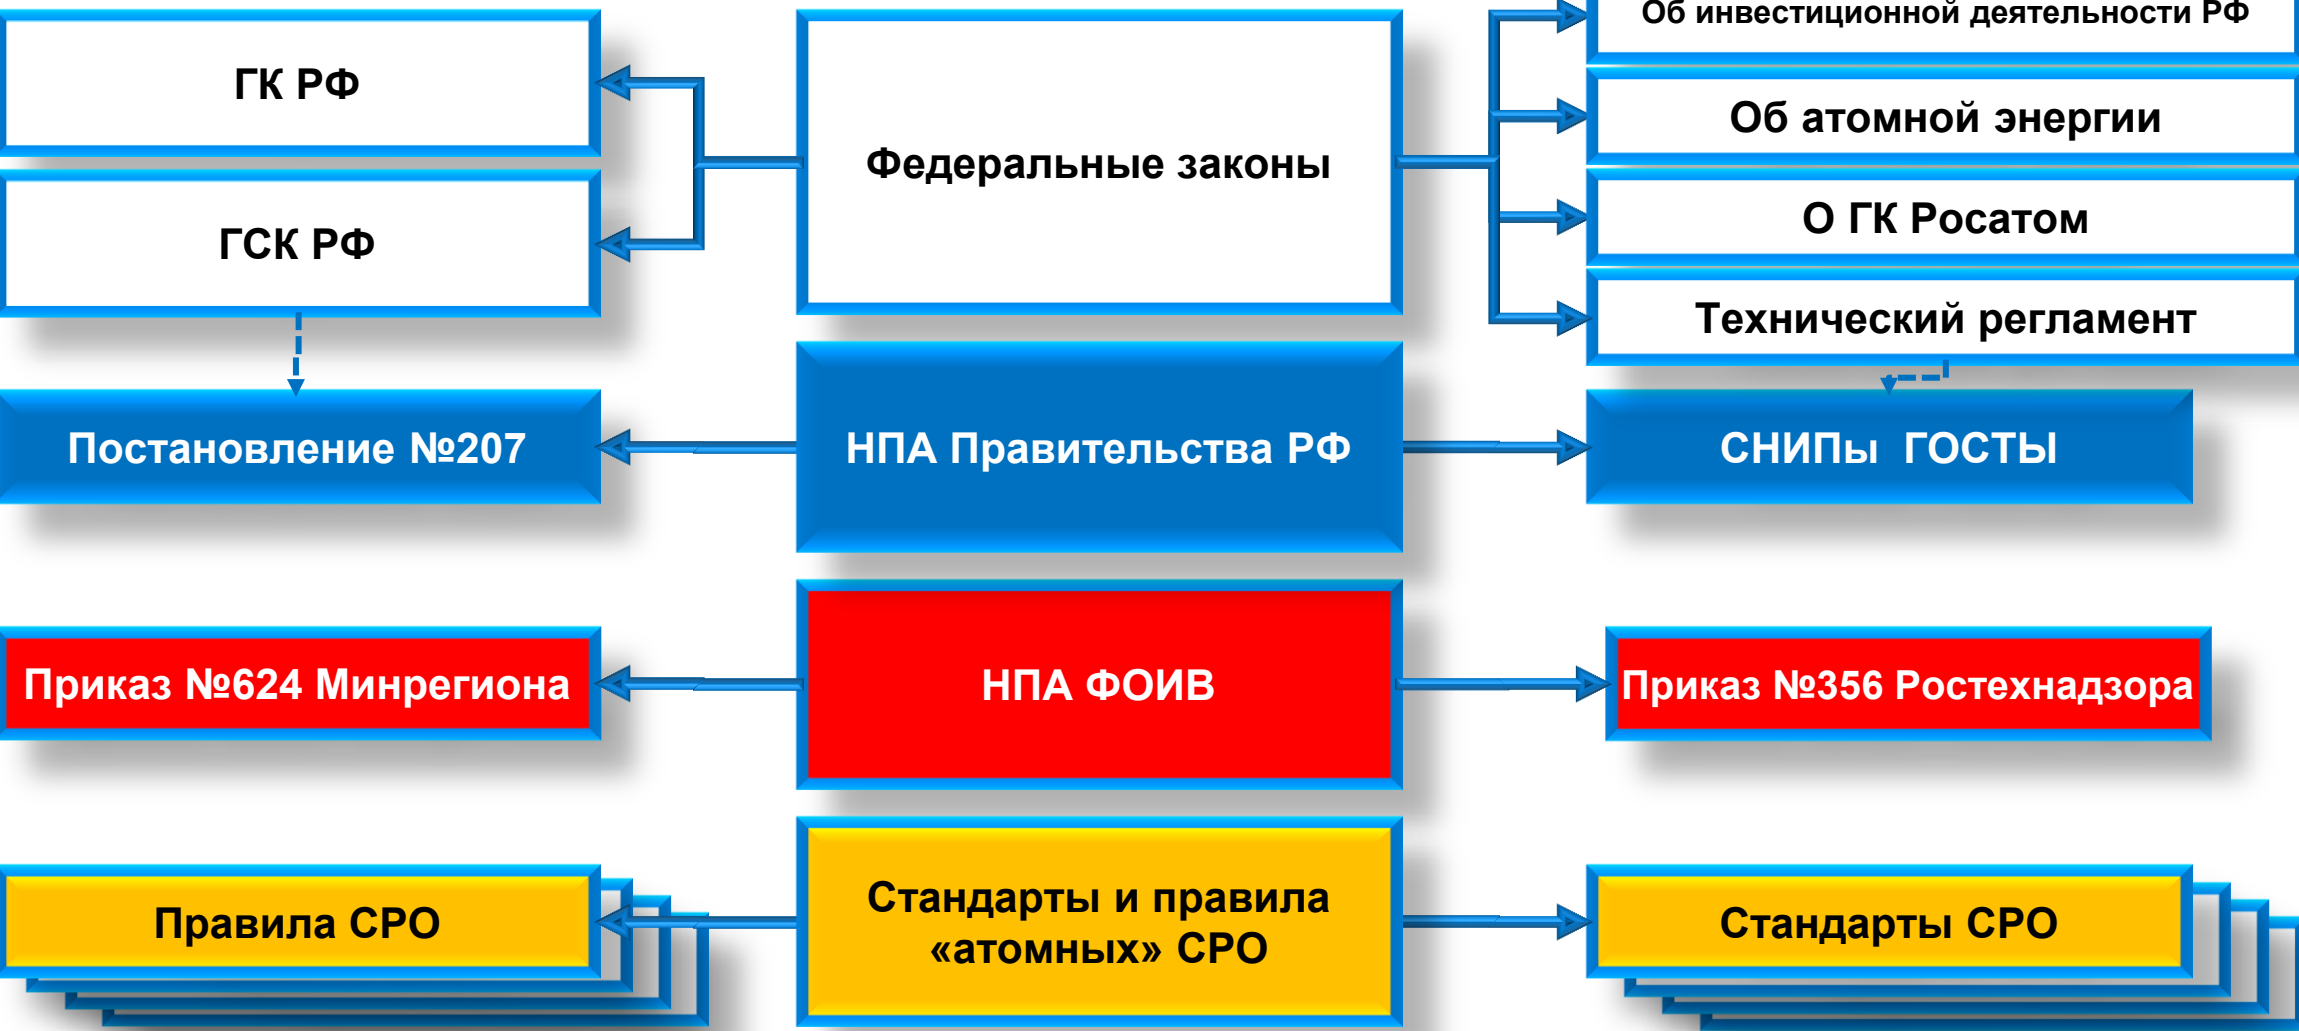 Об инвестиционной деятельности РФ
ГК РФ
Об атомной энергии
Федеральные законы
О ГК Росатом
ГСК РФ
Технический регламент
Постановление №207
НПА Правительства РФ
СНИПы ГОСТЫ
Приказ №624 Минрегиона
НПА ФОИВ
Приказ №356 Ростехнадзора
Правила СРО
Стандарты и правила
«атомных» СРО
Стандарты СРО